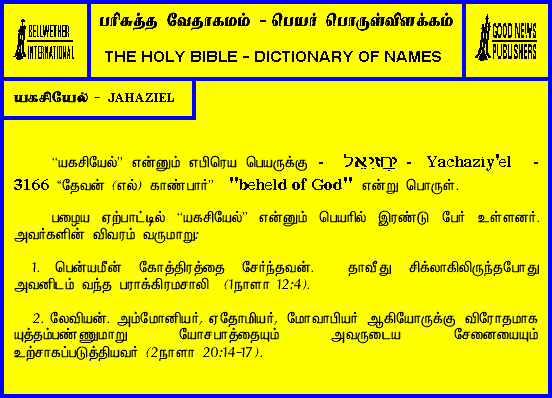 BELLWETHER
INTERNATIONAL
பரிசுத்த வேதாகமம் - பெயர் பொருள்விளக்கம்
THE HOLY BIBLE - DICTIONARY OF NAMES
GOOD NEWS
PUBLISHERS
யகசியேல் - JAHAZIEL
“யகசியேல்” என்னும் எபிரெய பெயருக்கு - יַחֲזִיאֵל - Yachaziy'el -
3166 “தேவன் (எல்) காண்பார்” "beheld of God" என்று பொருள்.
பழைய ஏற்பாட்டில் “யகசியேல்” என்னும் பெயரில் இரண்டு பேர் உள்ளனர்.
அவர்களின் விவரம் வருமாறு:
1. பென்யமீன் கோத்திரத்தை சேர்ந்தவன். தாவீது சிக்லாகிலிருந்தபோது
அவனிடம் வந்த பராக்கிரமசாலி (1நாளா 12:4).
2. லேவியன். அம்மோனியர், ஏதோமியர், மோவாபியர் ஆகியோருக்கு விரோதமாக
யுத்தம்பண்ணுமாறு யோசபாத்தையும் அவருடைய சேனையையும்
உற்சாகப்படுத்தியவர் (2நாளா 20:14-17).